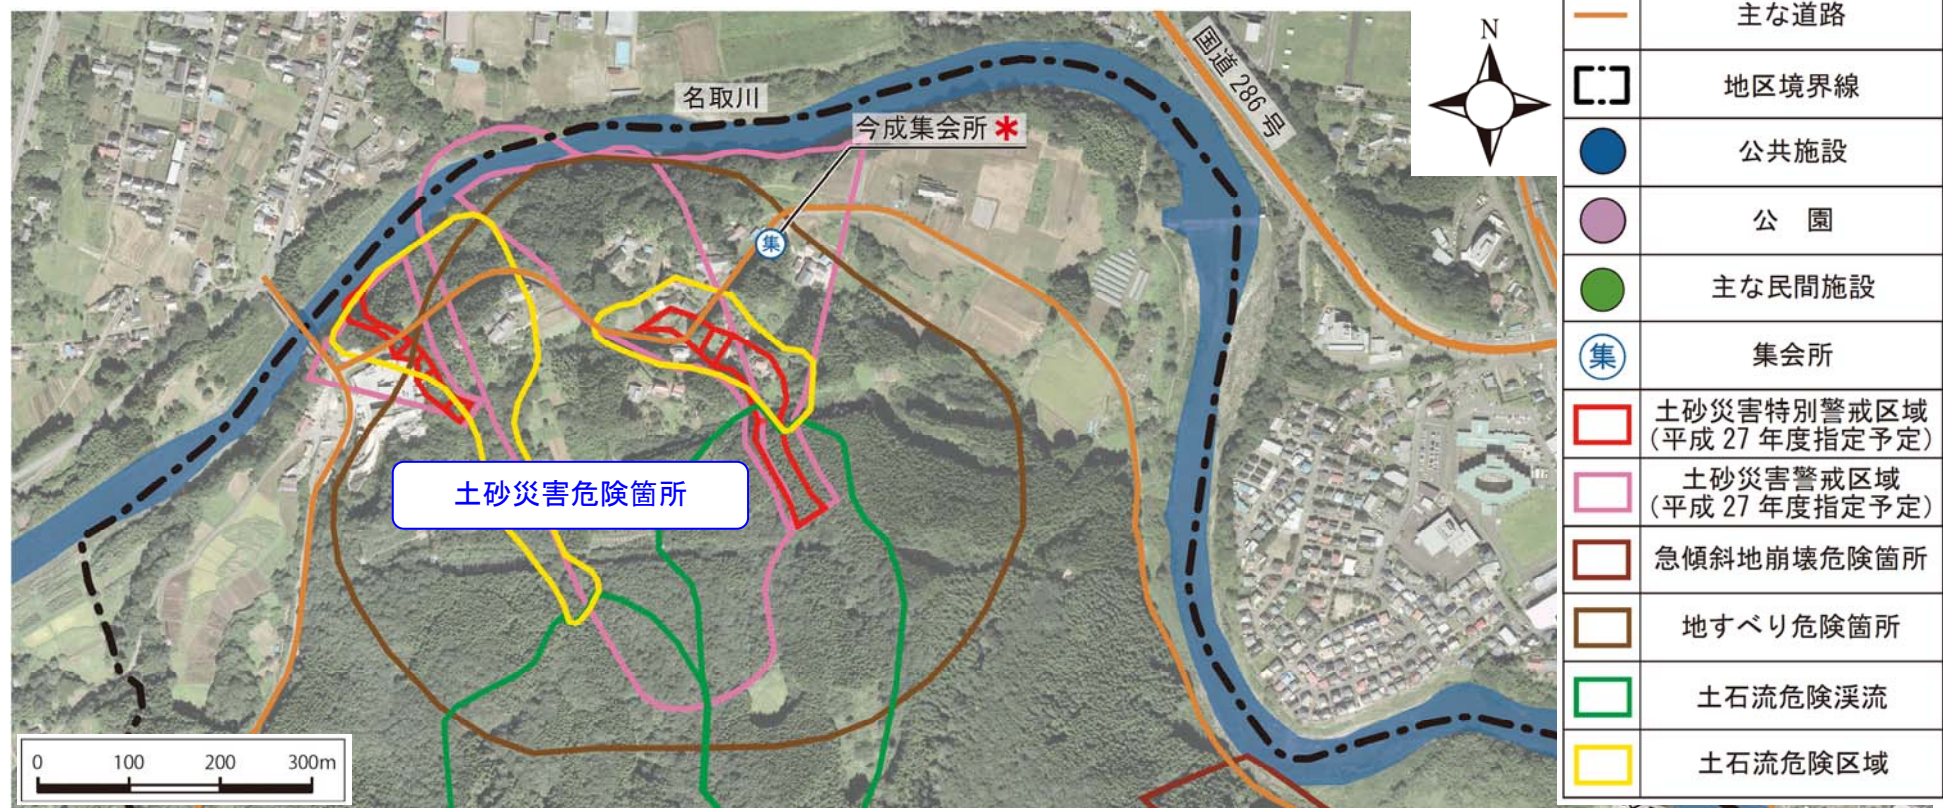 名取川
今成集会所 *
国道 286 号
集
土砂災害危険箇所
N
0 100 200 300m
主な道路
地区境界線
公共施設
公 園
主な民間施設
集 集会所
土砂災害特別警戒区域
(平成 27 年度指定予定)
土砂災害警戒区域
(平成 27 年度指定予定)
急傾斜地崩壊危険箇所
地すべり危険箇所
土石流危険渓流
土石流危険区域